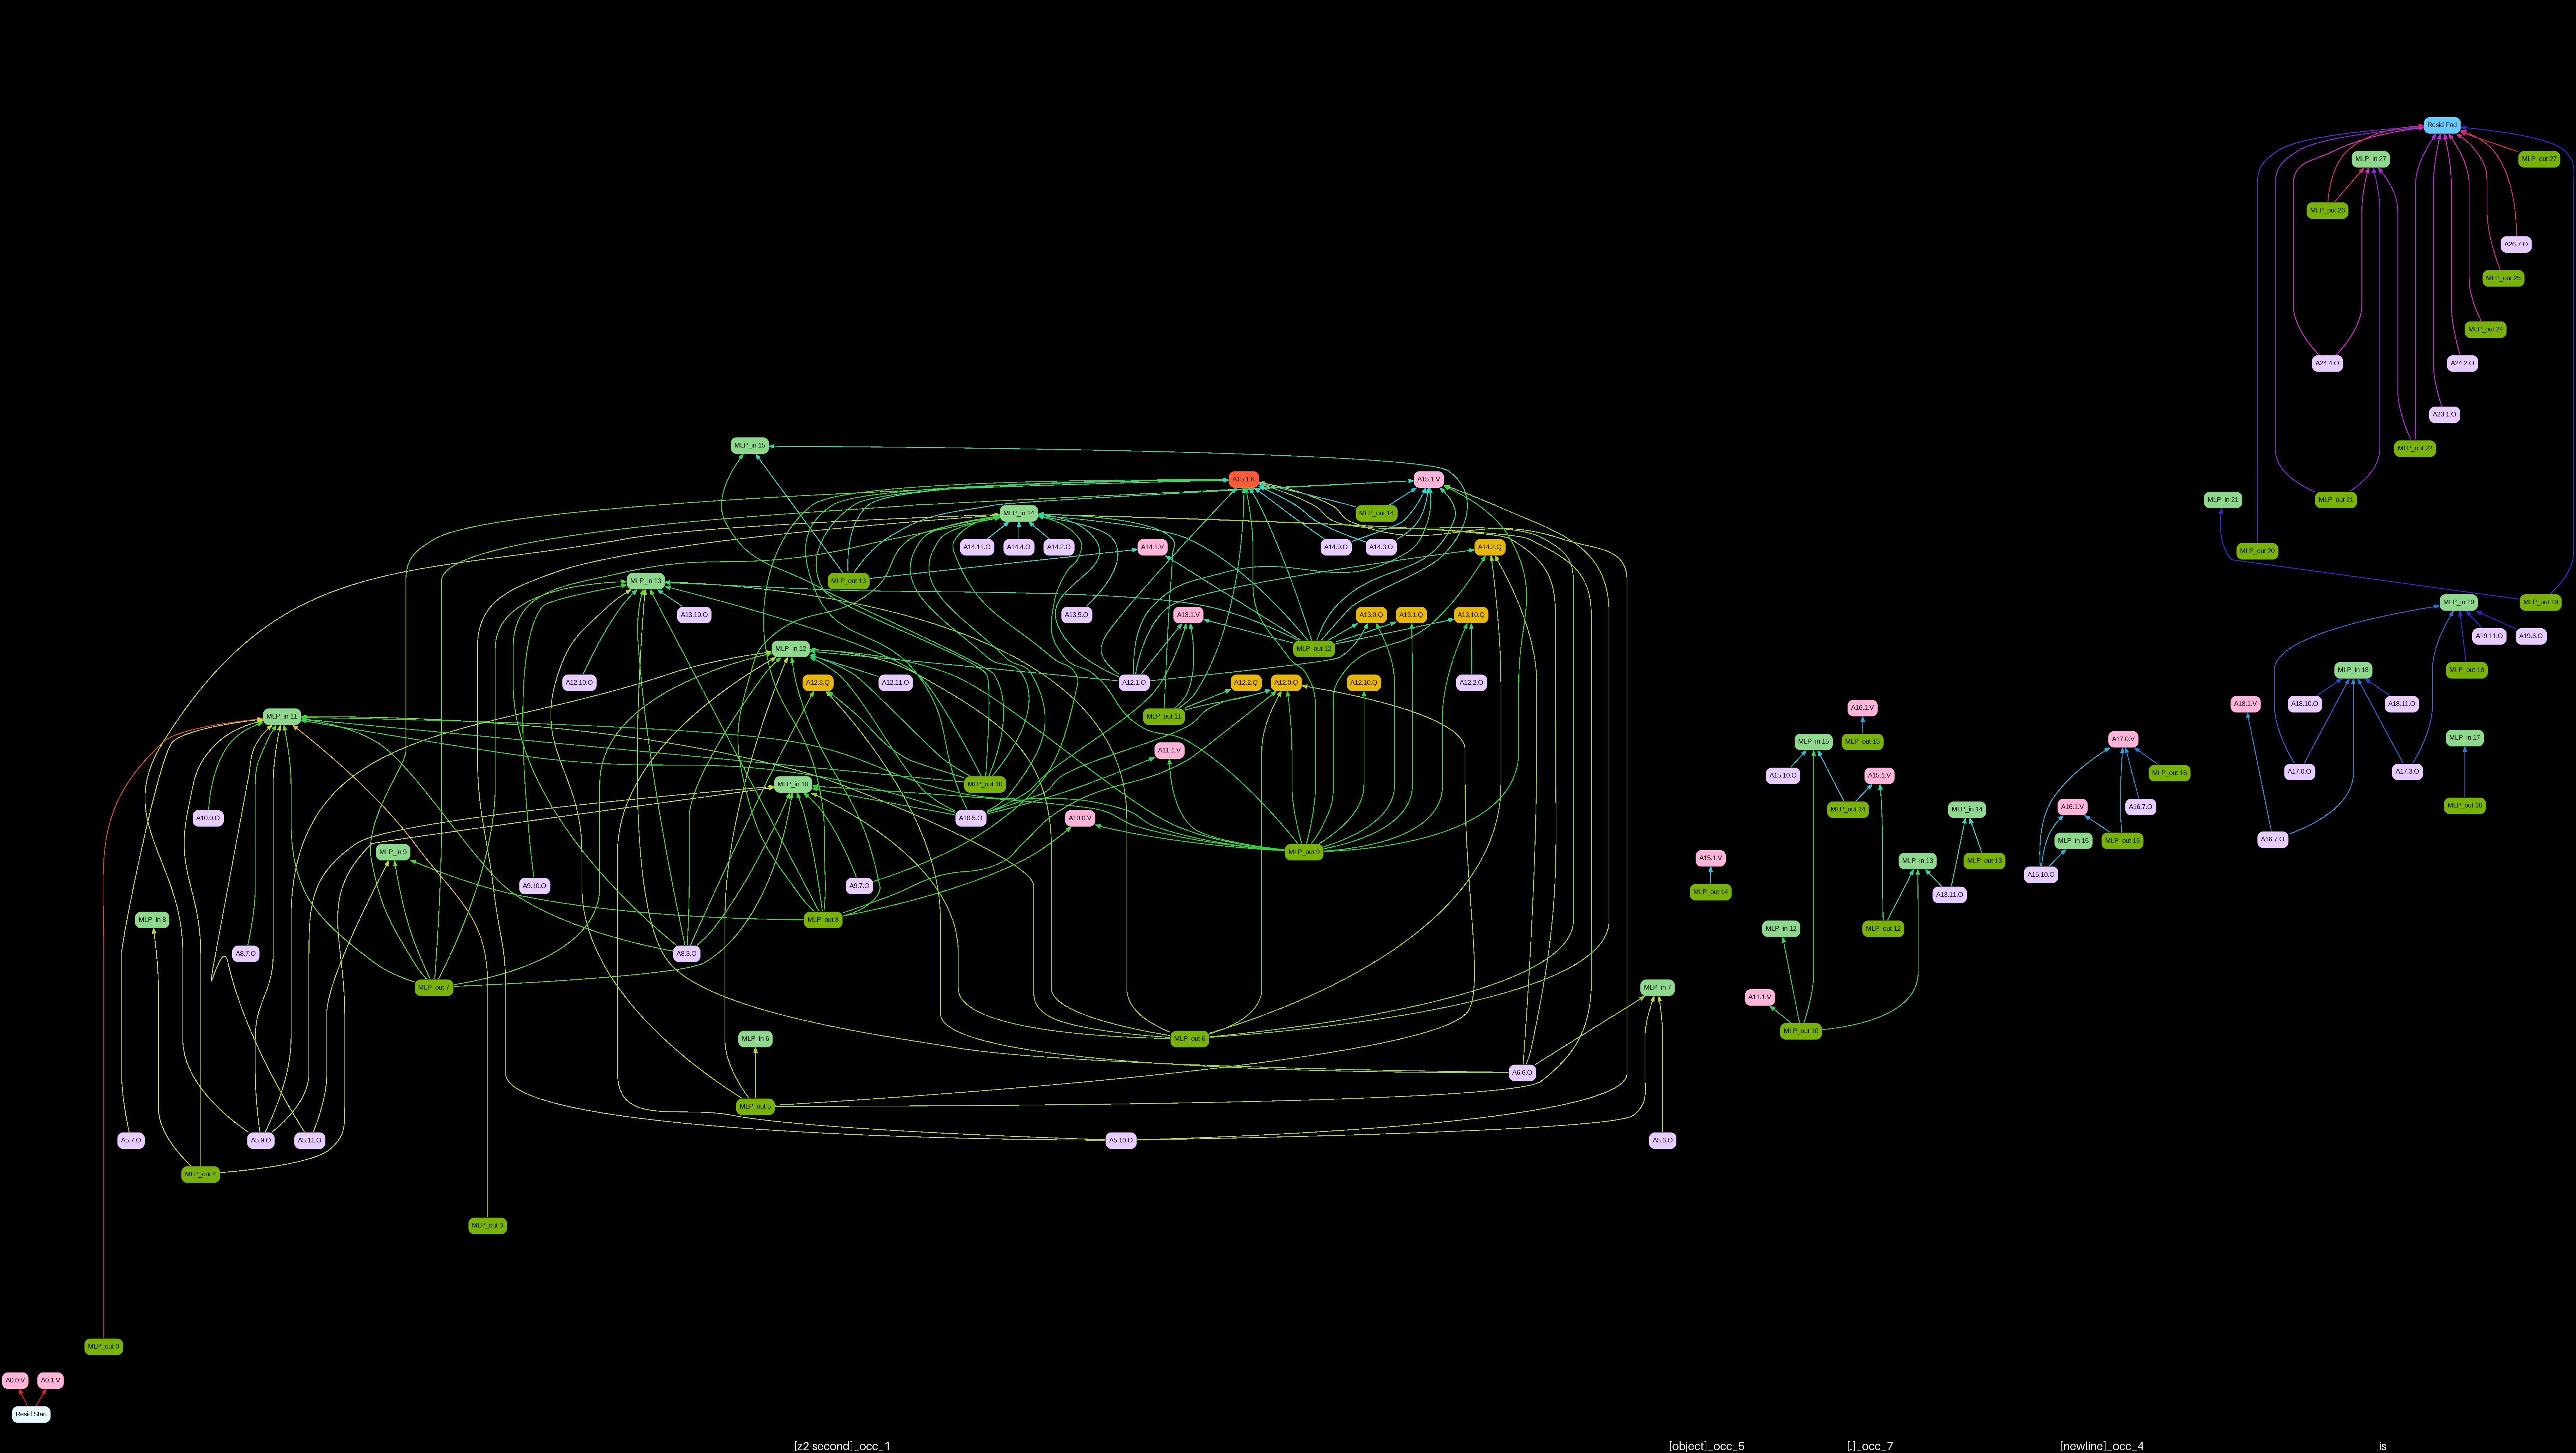 Resid End
MLP_in 27
MLP_out 27
MLP_out 26
A26.7.O
MLP_out 25
MLP_out 24
A24.4.O
A24.2.O
A23.1.O
MLP_out 22
MLP_in 21
MLP_out 21
MLP_out 20
MLP_in 19
MLP_out 19
A19.11.O
A19.6.O
MLP_in 18
MLP_out 18
A18.1.V
A18.10.O
A18.11.O
MLP_in 17
A17.0.O
A17.3.O
MLP_out 16
A16.7.O
MLP_in 15
A15.1.K
A15.1.V
MLP_in 14
MLP_out 14
A14.11.O
A14.4.O
A14.2.O
A14.1.V
A14.9.O
A14.3.O
A14.2.Q
MLP_in 13
MLP_out 13
A13.10.O
A13.5.O
A13.1.V
A13.0.Q
A13.1.Q
A13.10.Q
MLP_in 12
MLP_out 12
A12.10.O
A12.3.Q
A12.11.O
A12.1.O
A12.2.Q
A12.0.Q
A12.10.Q
A12.2.O
MLP_in 11
MLP_out 11
A11.1.V
MLP_in 10
MLP_out 10
A10.0.O
A10.5.O
A10.0.V
MLP_in 9
MLP_out 9
A9.10.O
A9.7.O
MLP_in 8
MLP_out 8
A8.7.O
A8.3.O
MLP_out 7
MLP_in 7
MLP_in 6
MLP_out 6
A6.6.O
MLP_out 5
A5.7.O
A5.9.O
A5.11.O
A5.10.O
A5.6.O
MLP_out 4
MLP_out 3
MLP_out 0
A0.0.V
A0.1.V
Resid Start
A15.1.V
MLP_out 14
A16.1.V
MLP_in 15
MLP_out 15
A15.10.O
A15.1.V
MLP_out 14
MLP_in 14
MLP_in 13
MLP_out 13
A13.11.O
MLP_in 12
MLP_out 12
A11.1.V
MLP_out 10
A17.0.V
MLP_out 16
A16.1.V
A16.7.O
MLP_in 15
MLP_out 15
A15.10.O
[z2-second]_occ_1
[object]_occ_5
[.]_occ_7
[newline]_occ_4
is